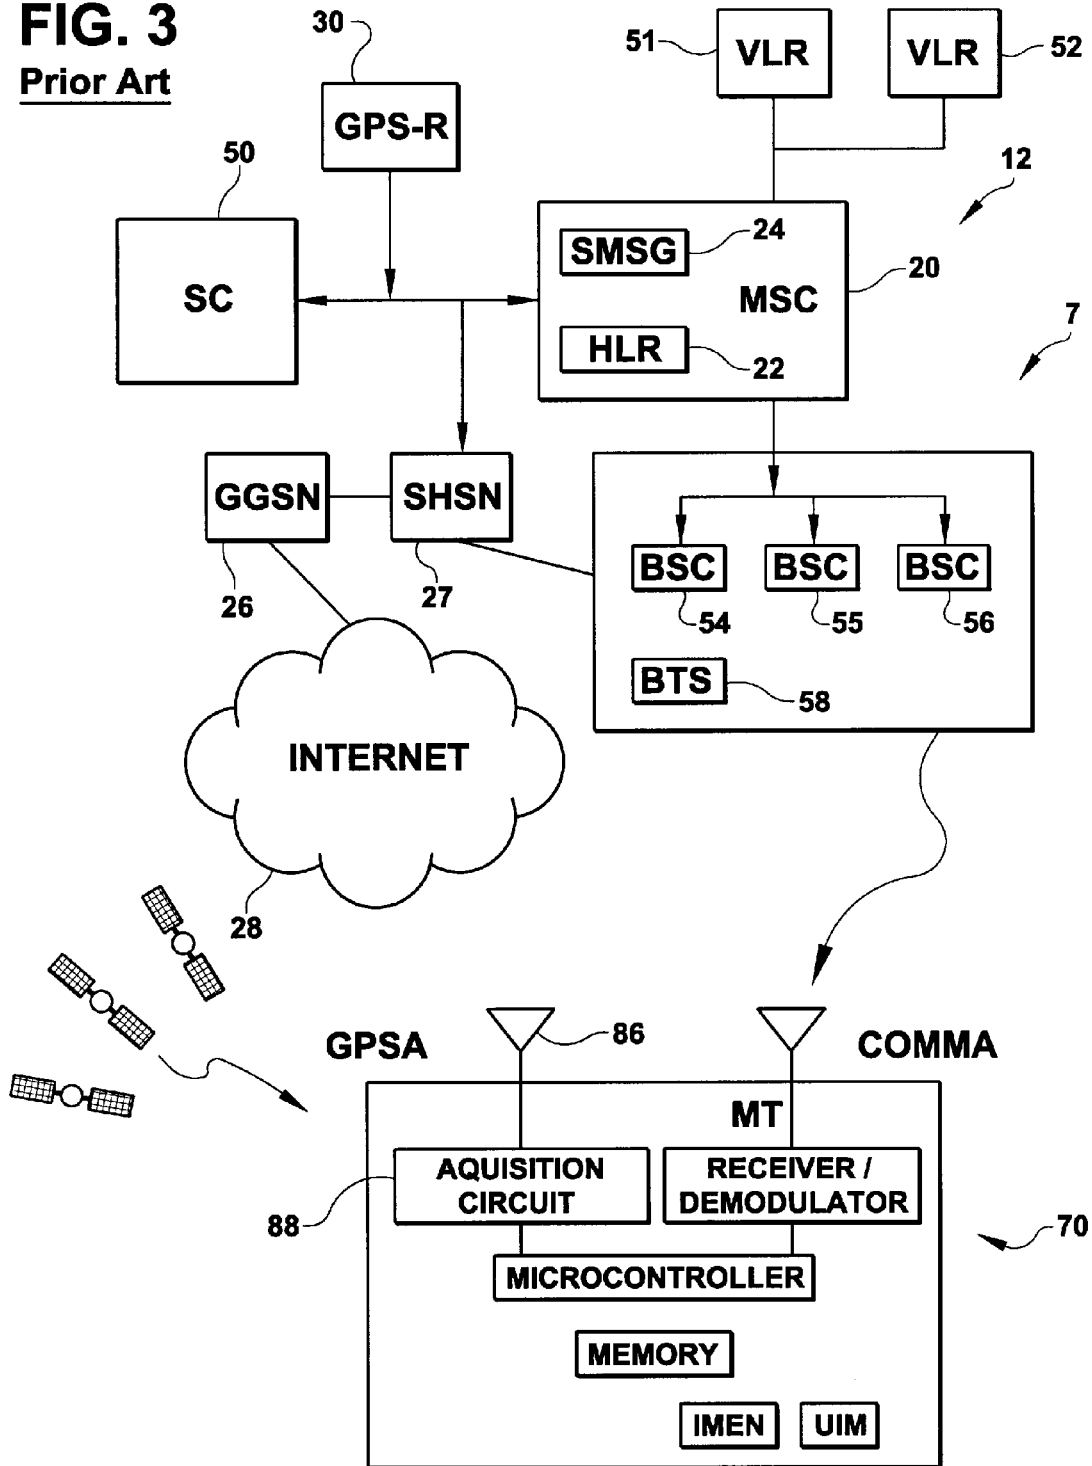 FIG. 3
Prior Art
30
51
VLR
VLR
52
GPS-R
50
12
SC
SMSG
24
MSC
20
HLR
22
7
GGSN
SHSN
26
27
BSC
BSC
BSC
54
55
56
BTS
58
INTERNET
28
GPSA
86
COMMA
MT
AQUISITION
CIRCUIT
RECEIVER /
DEMODULATOR
88
70
MICROCONTROLLER
MEMORY
IMEN
UIM